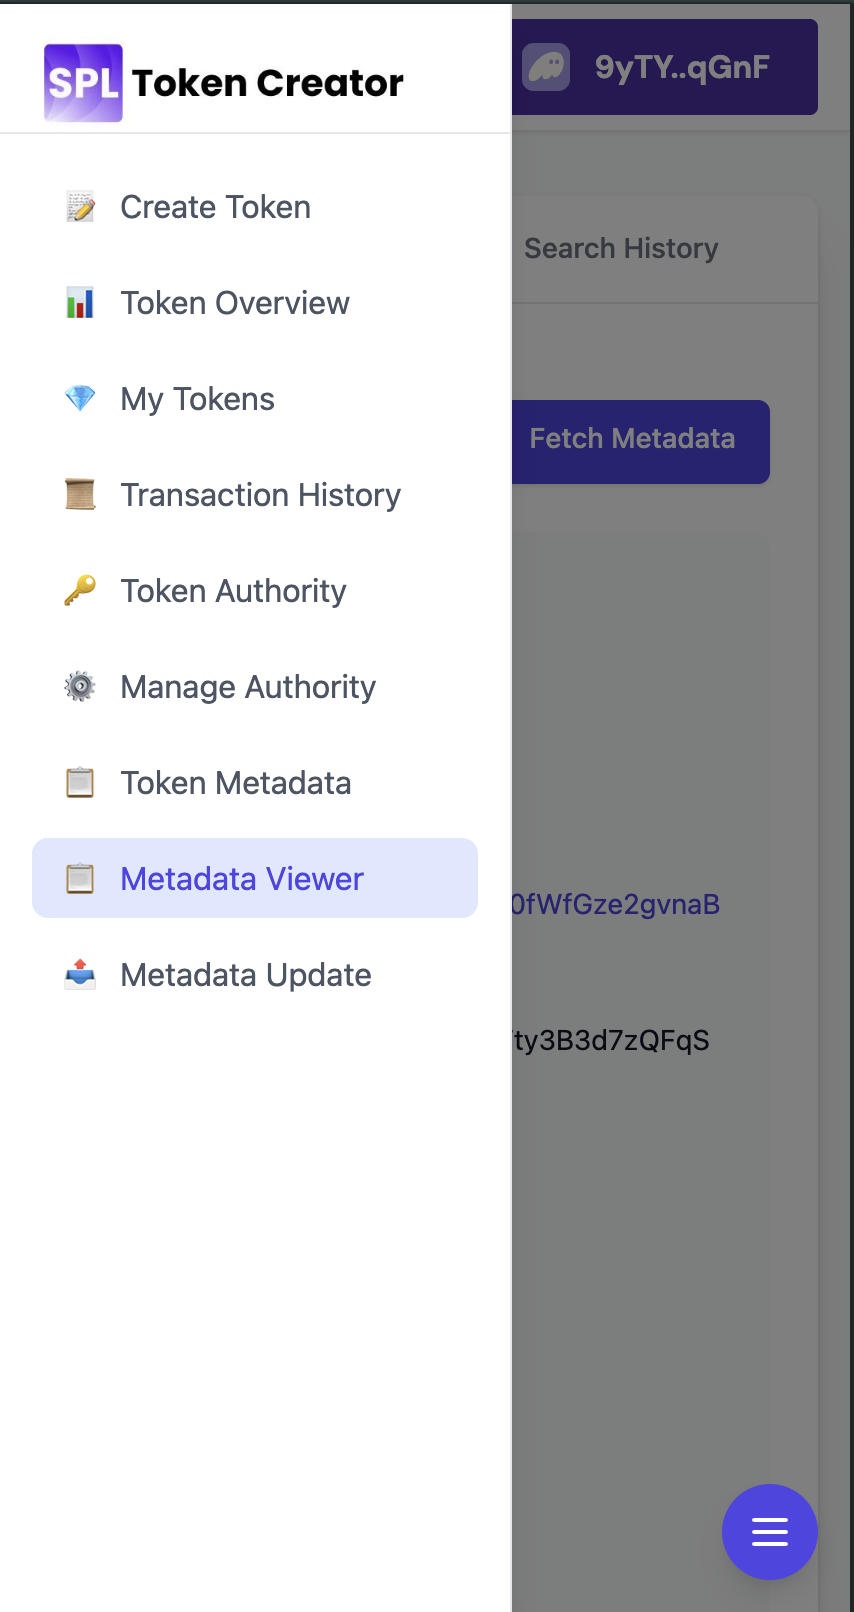 SPL Token Creator
9yTY..qGnF
Create Token
Token Overview
My Tokens
Transaction History
Token Authority
Manage Authority
Token Metadata
Metadata Viewer
Metadata Update
Search History
Fetch Metadata
0fWfGze2gvnaB
ty3B3d7zQFqS